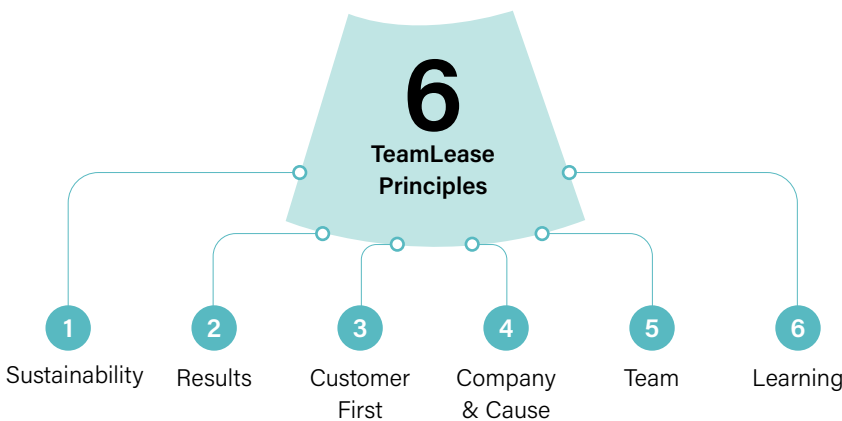 6
TeamLease
Principles
1
Sustainability
2
Results
3
Customer
First
4
Company
& Cause
5
Team
6
Learning